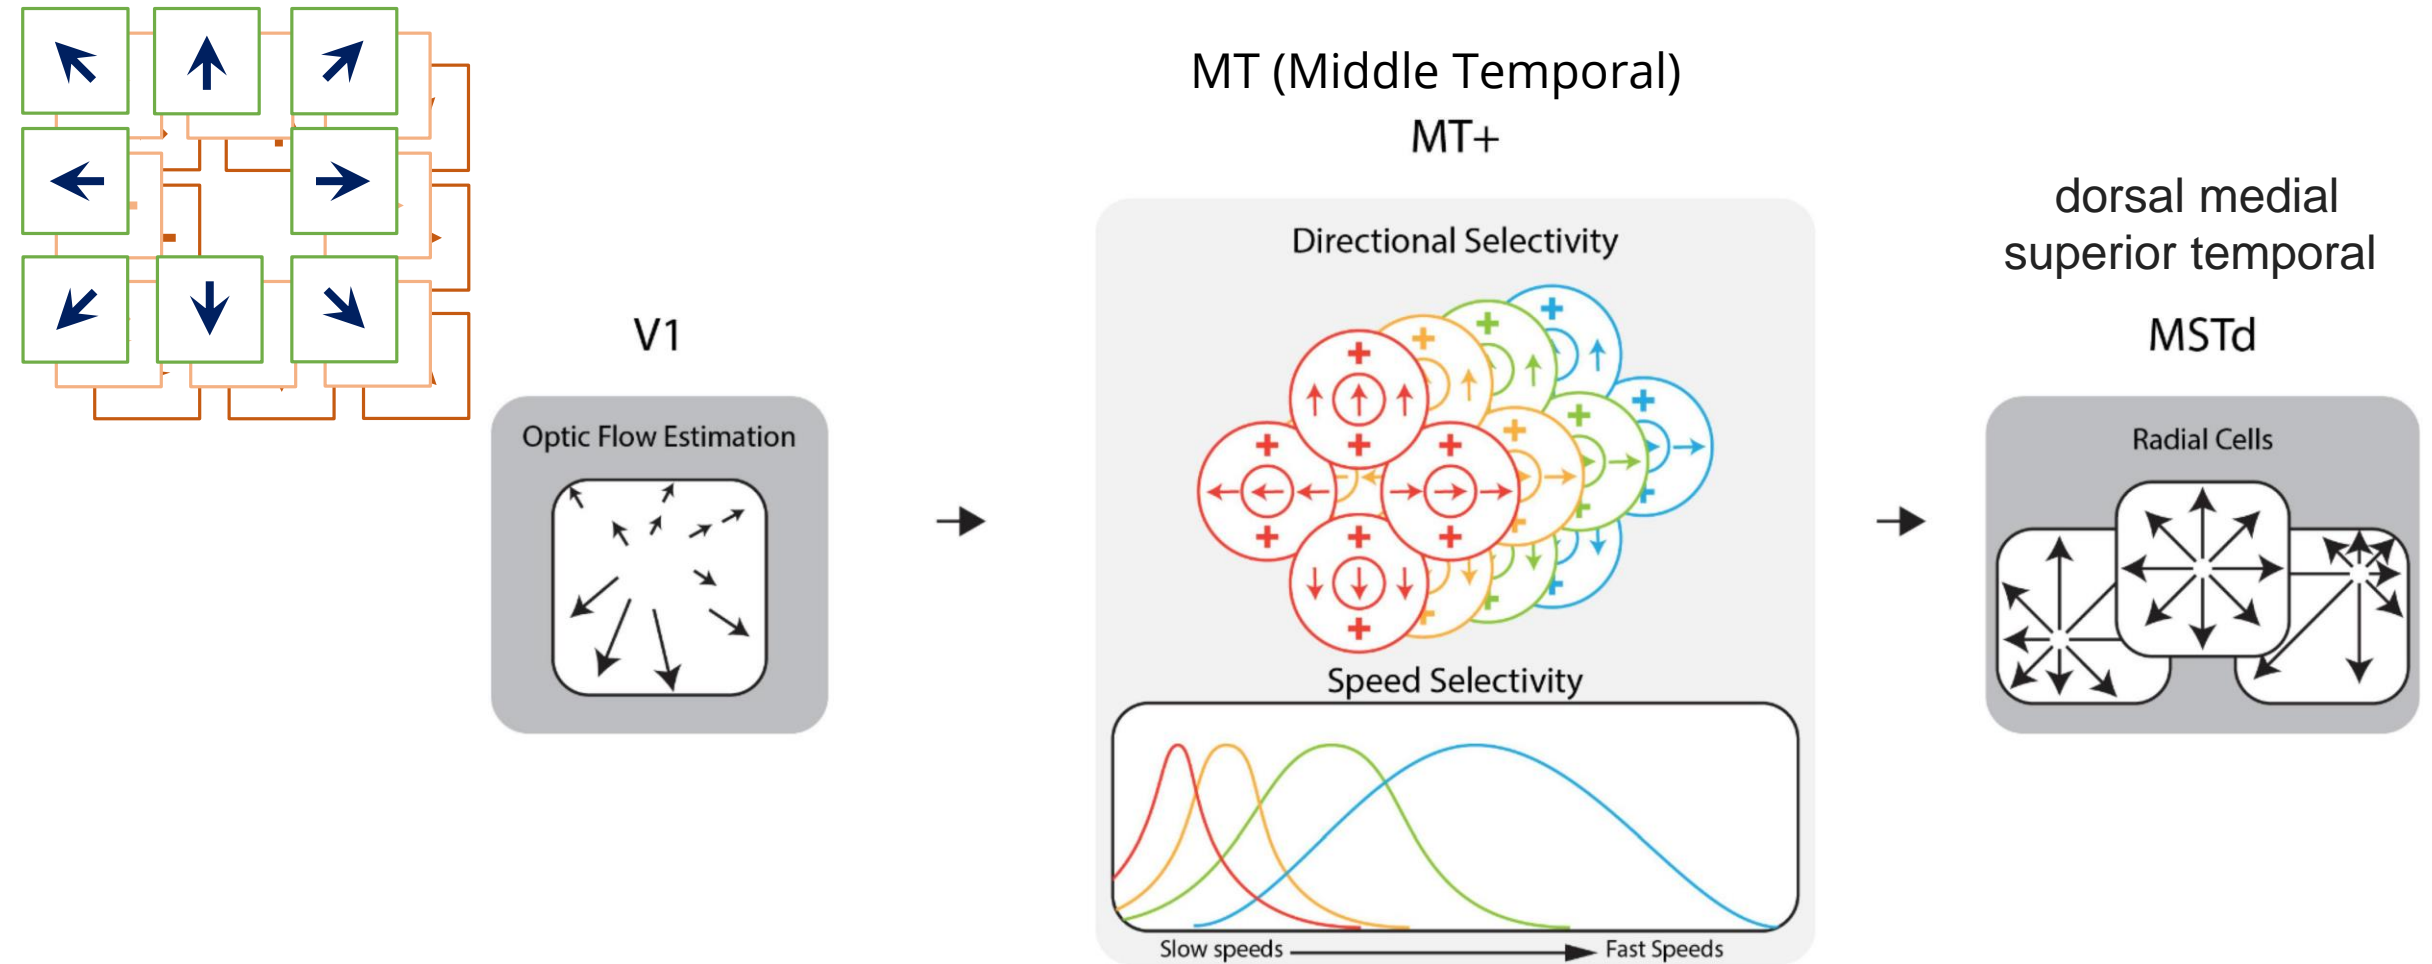 MT (Middle Temporal)
MT+
Directional Selectivity
dorsal medial
superior temporal
V1
MSTd
Optic Flow Estimation
Radial Cells
Speed Selectivity
Slow speeds
Fast Speeds